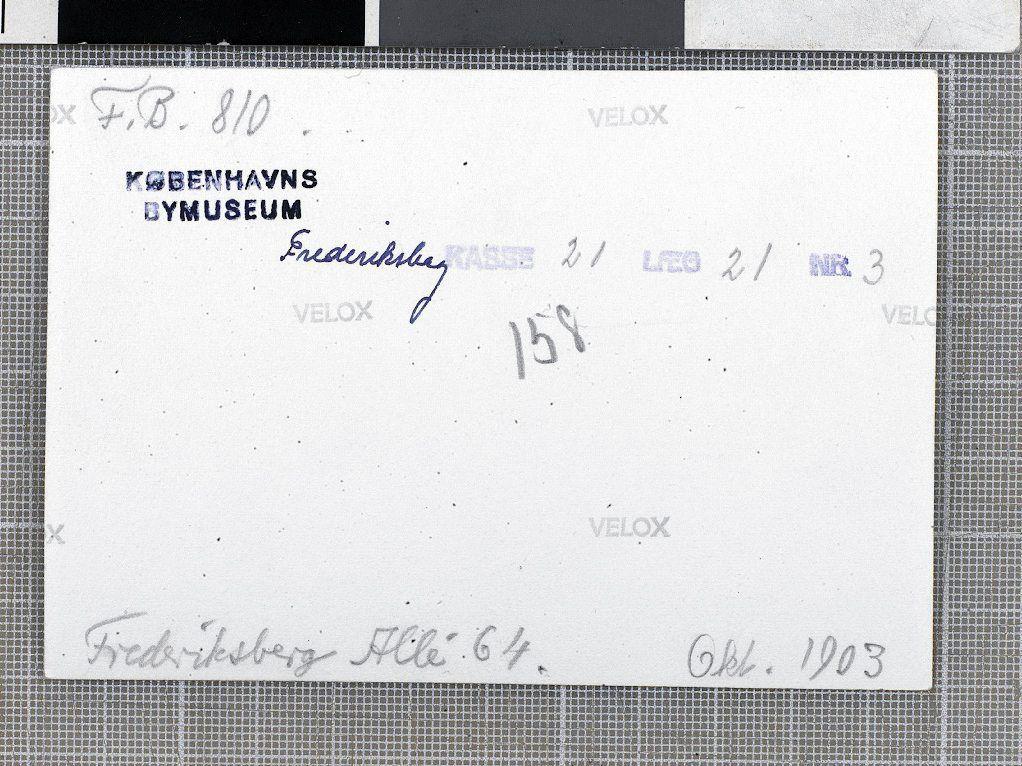 F.B. 810.
VELOX
KØBENHAVNS
BYMUSEUM
Frederiksberg KASSE 21 LÆG 21 NR. 3
VELOX
VELOX
158
VELOX
Frederiksberg Allé 64. Okt. 1903